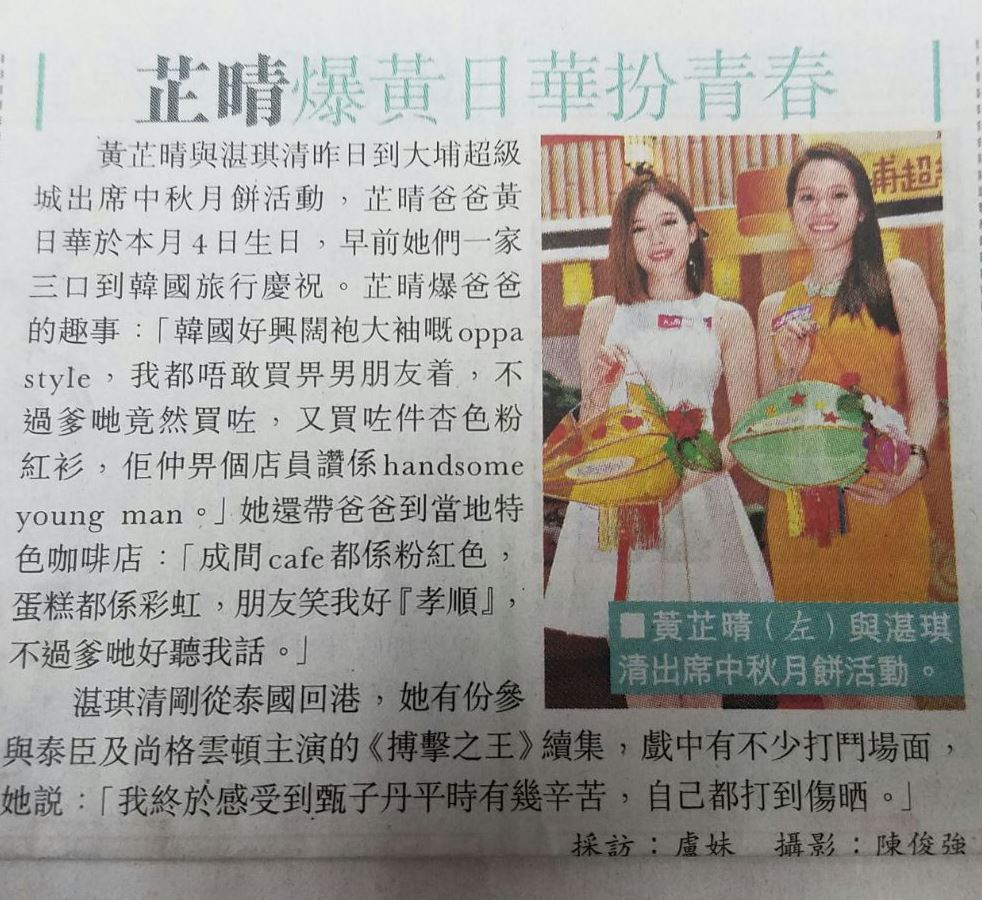 芷晴爆黃日華扮青春
黃芷晴與湛琪清昨日到大埔超級
城出席中秋月餅活動，芷晴爸爸黃
日華於本月4日生日，早前她們一家
三口到韓國旅行慶祝。芷晴爆爸爸
的趣事：「韓國好興闊袍大袖嘅oppa
style，我都唔敢買畀男朋友着，不
過爹哋竟然買咗，又買咗件杏色粉
紅衫，佢仲畀個店員讚係handsome
young man。」她還帶爸爸到當地特
色咖啡店：「成間cafe都係粉紅色，
蛋糕都係彩虹，朋友笑我好『孝順』，
不過爹哋好聽我話。」
湛琪清剛從泰國回港，她有份參
與泰臣及尚格雲頓主演的《搏擊之王》續集，戲中有不少打鬥場面，
她説：「我終於感受到甄子丹平時有幾辛苦，自己都打到傷晒。」
採訪：盧妹　攝影：陳俊強
埔超級
■黃芷晴（左）與湛琪
清出席中秋月餅活動。